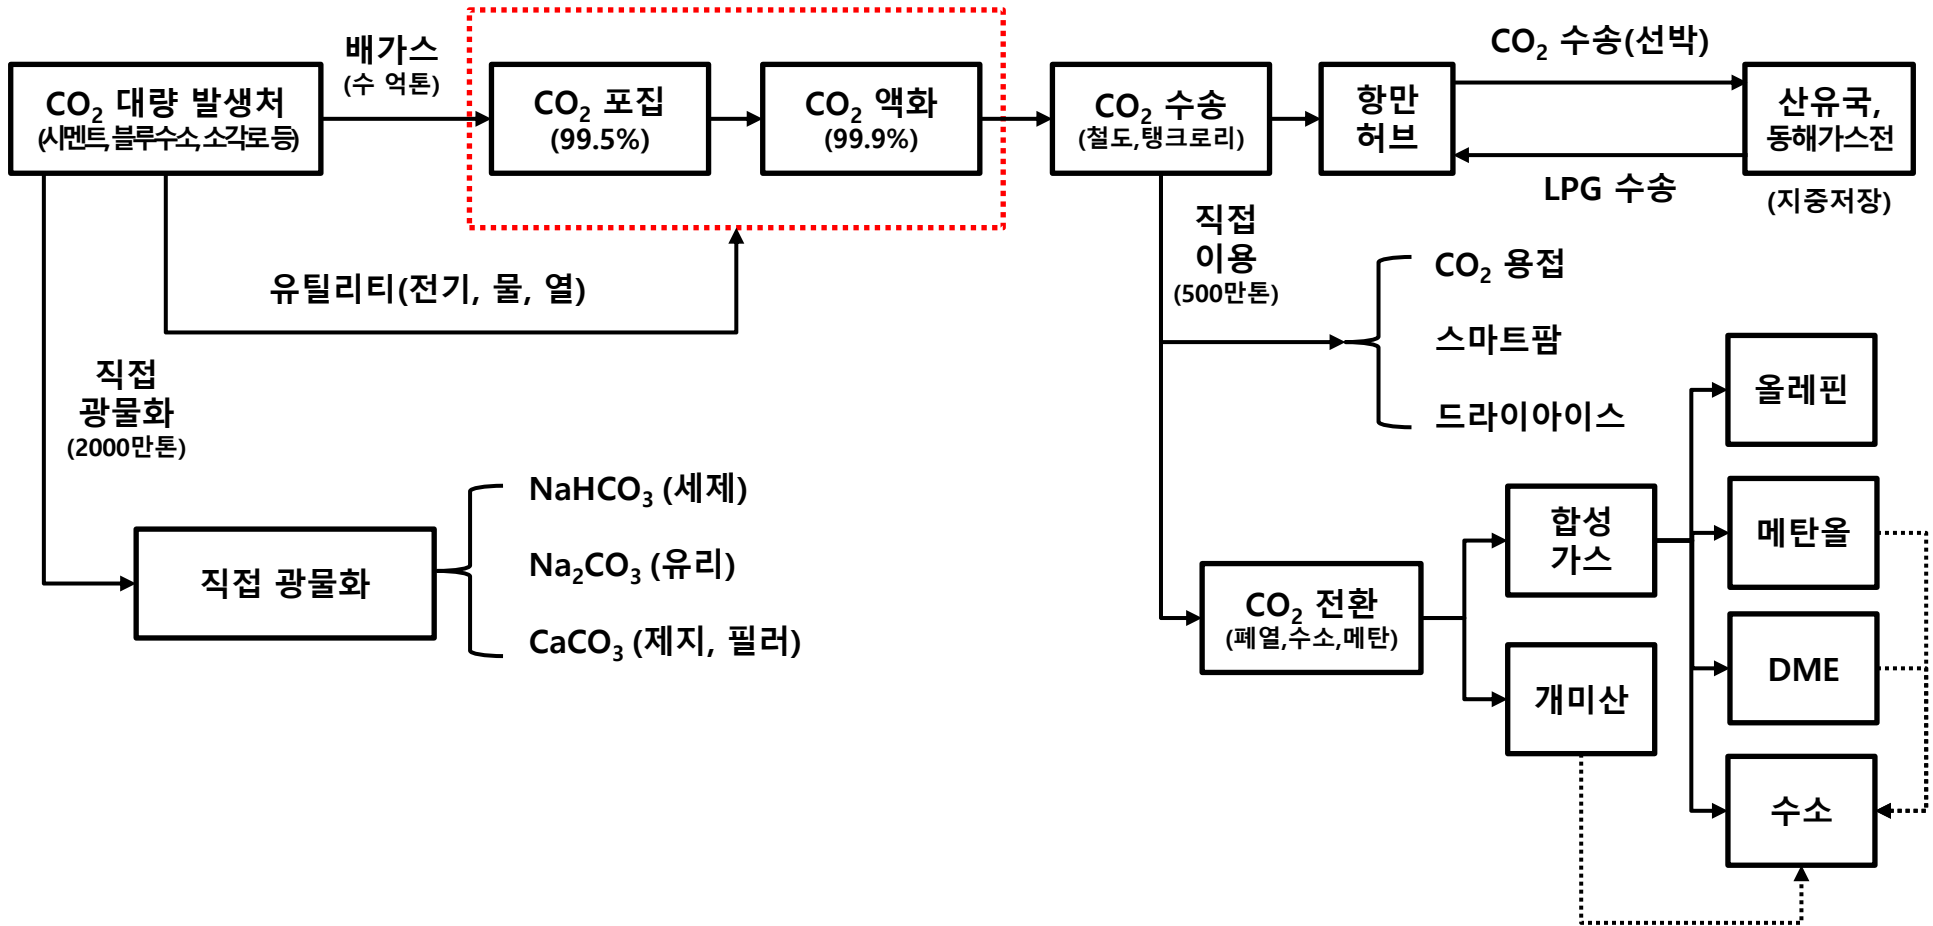 CO₂ 대량 발생처
(시멘트, 블루수소, 소각로 등)
배가스
(수 억톤)
CO₂ 포집
(99.5%)
CO₂ 액화
(99.9%)
CO₂ 수송
(철도,탱크로리)
항만
허브
CO₂ 수송(선박)
LPG 수송
산유국,
동해가스전
(지중저장)
유틸리티(전기, 물, 열)
직접
광물화
(2000만톤)
직접 광물화
NaHCO₃ (세제)
Na₂CO₃ (유리)
CaCO₃ (제지, 필러)
직접
이용
(500만톤)
CO₂ 용접
스마트팜
드라이아이스
CO₂ 전환
(폐열,수소,메탄)
합성
가스
개미산
올레핀
메탄올
DME
수소